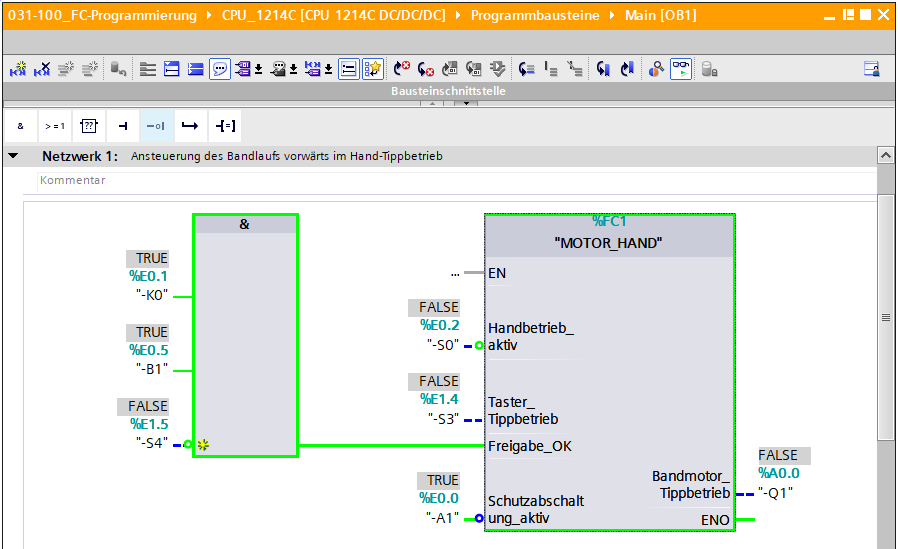 031-100_FC-Programmierung ▸ CPU_1214C [CPU 1214C DC/DC/DC] ▸ Programmbausteine ▸ Main [OB1]
Bausteinschnittstelle
& >=1 ?? -o| -[=]
Netzwerk 1: Ansteuerung des Bandlaufs vorwärts im Hand-Tippbetrieb
Kommentar
&
TRUE
%E0.1
"-K0"
TRUE
%E0.5
"-B1"
FALSE
%E1.5
"-S4"
%FC1
"MOTOR_HAND"
... EN
FALSE
%E0.2
"-S0"
Handbetrieb_
aktiv
FALSE
%E1.4
"-S3"
Taster_
Tippbetrieb
Freigabe_OK
TRUE
%E0.0
"-A1"
Schutzabschalt
ung_aktiv
Bandmotor_
Tippbetrieb
FALSE
%A0.0
"-Q1"
ENO